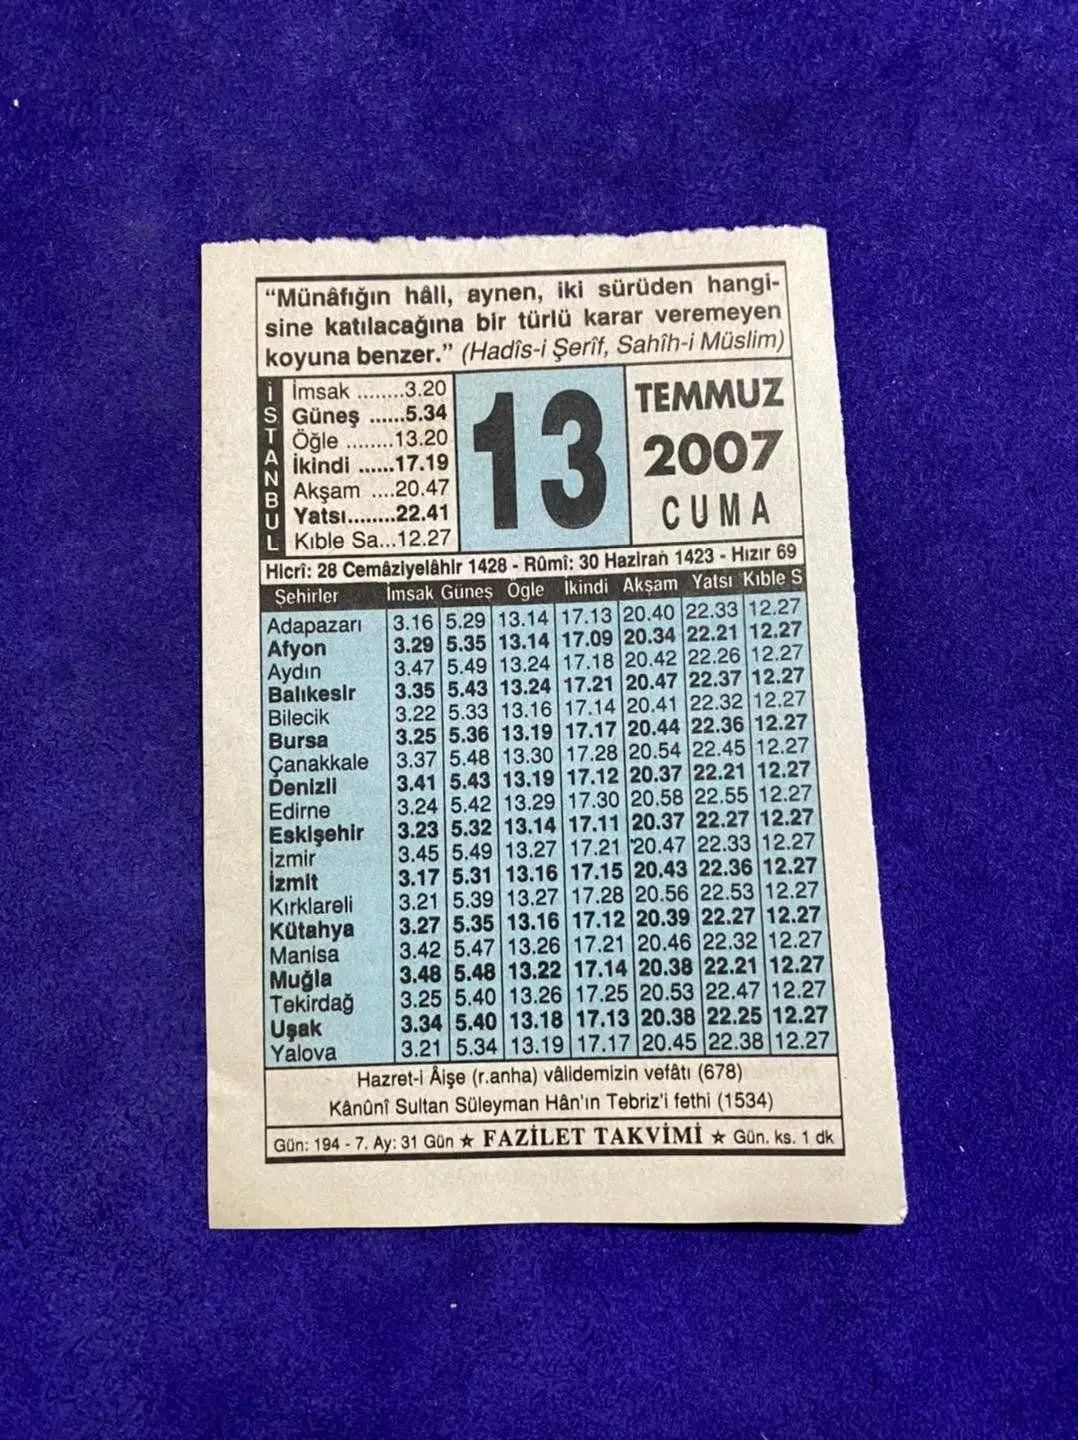 “Münâfığın hâli, aynen, iki sürüden hangi-
sine katılacağına bir türlü karar veremeyen
koyuna benzer.” (Hadîs-i Şerîf, Sahîh-i Müslim)
İSTANBUL
İmsak ........3.20
Güneş ......5.34
Öğle ........13.20
İkindi ......17.19
Akşam ....20.47
Yatsı........22.41
Kıble Sa...12.27
13
TEMMUZ
2007
CUMA
Hicrî: 28 Cemâziyelâhir 1428 - Rûmî: 30 Haziran 1423 - Hızır 69
Şehirler İmsak Güneş Öğle İkindi Akşam Yatsı Kıble S
Adapazarı 3.16 5.29 13.14 17.13 20.40 22.33 12.27
Afyon 3.29 5.35 13.14 17.09 20.34 22.21 12.27
Aydın 3.47 5.49 13.24 17.18 20.42 22.26 12.27
Balıkesir 3.35 5.43 13.24 17.21 20.47 22.37 12.27
Bilecik 3.22 5.33 13.16 17.14 20.41 22.32 12.27
Bursa 3.25 5.36 13.19 17.17 20.44 22.36 12.27
Çanakkale 3.37 5.48 13.30 17.28 20.54 22.45 12.27
Denizli 3.41 5.43 13.19 17.12 20.37 22.21 12.27
Edirne 3.24 5.42 13.29 17.30 20.58 22.55 12.27
Eskişehir 3.23 5.32 13.14 17.11 20.37 22.27 12.27
İzmir 3.45 5.49 13.27 17.21 20.47 22.33 12.27
İzmit 3.17 5.31 13.16 17.15 20.43 22.36 12.27
Kırklareli 3.21 5.39 13.27 17.28 20.56 22.53 12.27
Kütahya 3.27 5.35 13.16 17.12 20.39 22.27 12.27
Manisa 3.42 5.47 13.26 17.21 20.46 22.32 12.27
Muğla 3.48 5.48 13.22 17.14 20.38 22.21 12.27
Tekirdağ 3.25 5.40 13.26 17.25 20.53 22.47 12.27
Uşak 3.34 5.40 13.18 17.13 20.38 22.25 12.27
Yalova 3.21 5.34 13.19 17.17 20.45 22.38 12.27
Hazret-i Âişe (r.anha) vâlidemizin vefâtı (678)
Kânûnî Sultan Süleyman Hân'ın Tebriz'i fethi (1534)
Gün: 194 - 7. Ay: 31 Gün ★ FAZİLET TAKVİMİ ★ Gün. ks. 1 dk